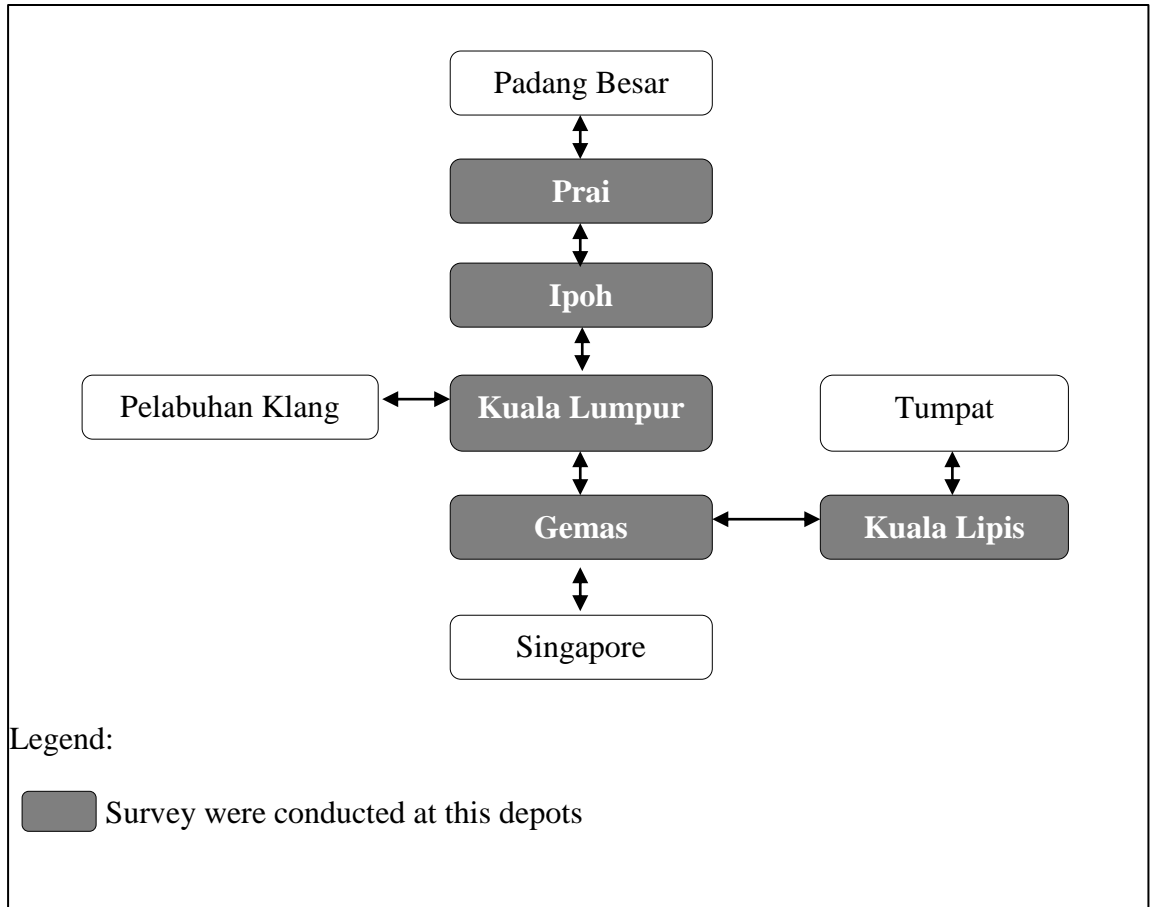 Padang Besar
Prai
Ipoh
Pelabuhan Klang
Kuala Lumpur
Tumpat
Gemas
Kuala Lipis
Singapore
Legend:
Survey were conducted at this depots